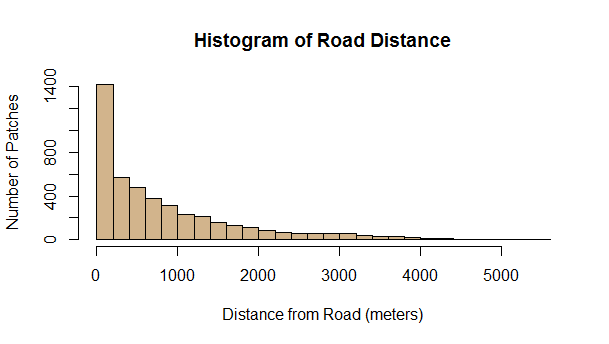 Histogram of Road Distance
Number of Patches
1400
800
400
0
0 1000 2000 3000 4000 5000
Distance from Road (meters)